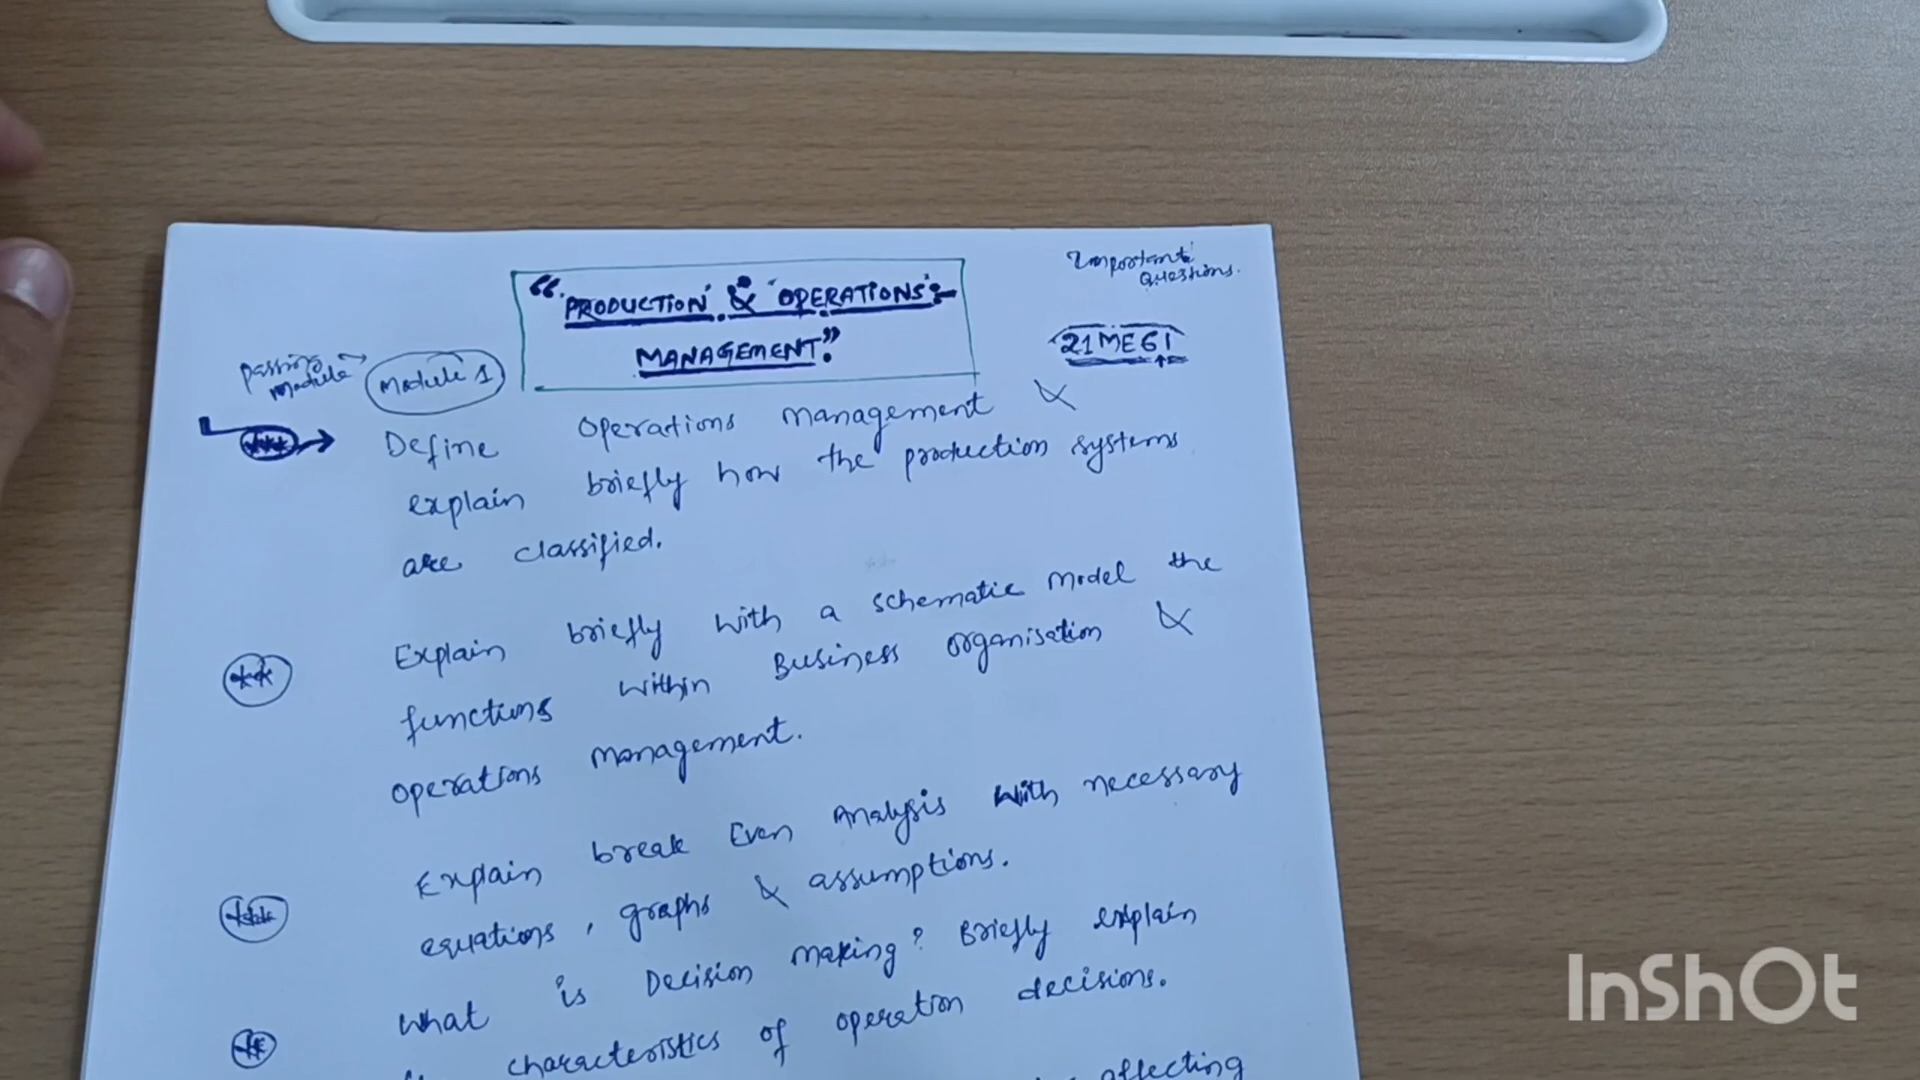 Important
Questions.
"PRODUCTION & OPERATIONS:-
MANAGEMENT."
21ME61
passing
module → Module 1
*** → Define operations management &
explain briefly how the production systems
are classified.
** Explain briefly with a schematic model the
functions within Business organisation &
operations management.
Explain break Even Analysis with necessary
equations, graphs & assumptions.
What is Decision making? Briefly explain
characteristics of operation decisions.
affecting
InShOt